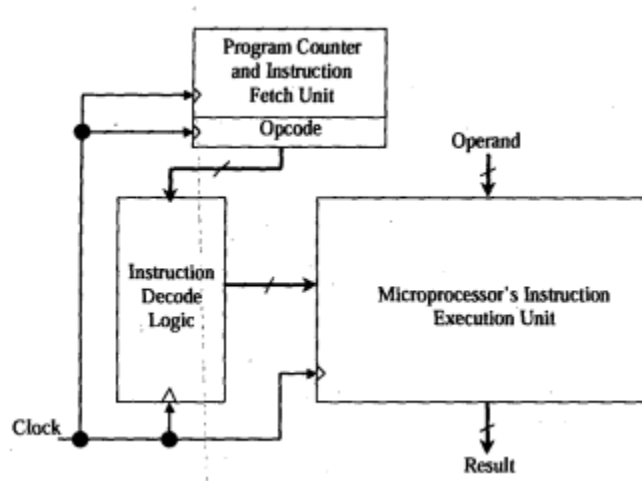 Program Counter
and Instruction
Fetch Unit
Opcode
Operand
Instruction
Decode
Logic
Microprocessor's Instruction
Execution Unit
Clock
Result